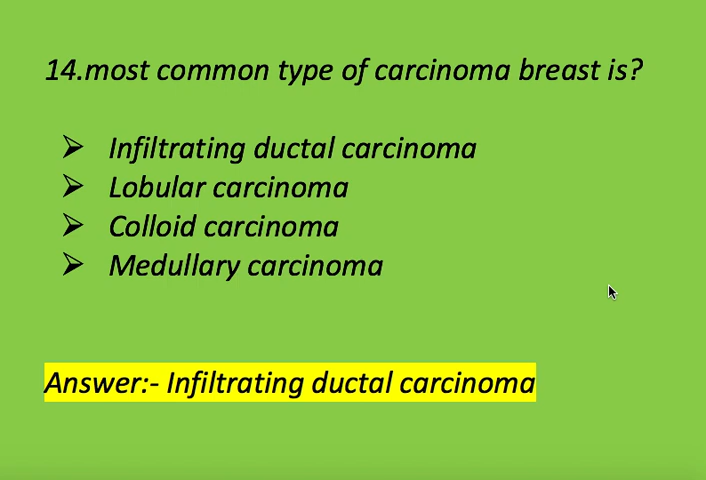 14.most common type of carcinoma breast is?
➢ Infiltrating ductal carcinoma
➢ Lobular carcinoma
➢ Colloid carcinoma
➢ Medullary carcinoma
Answer:- Infiltrating ductal carcinoma